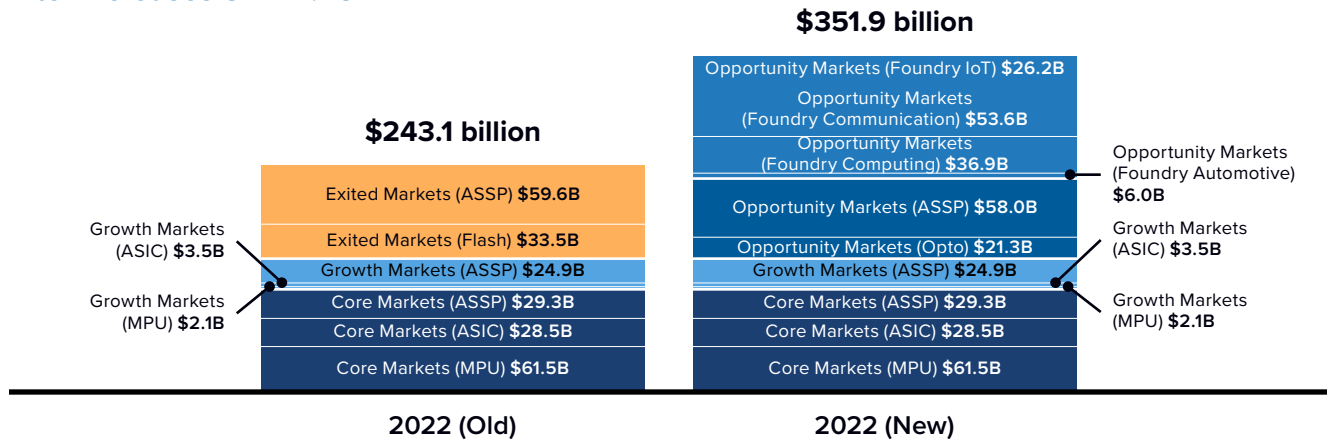 $351.9 billion
Opportunity Markets (Foundry IoT) $26.2B
Opportunity Markets
(Foundry Communication) $53.6B
$243.1 billion
Opportunity Markets
(Foundry Computing) $36.9B
Opportunity Markets
(Foundry Automotive)
$6.0B
Exited Markets (ASSP) $59.6B
Opportunity Markets (ASSP) $58.0B
Growth Markets
(ASIC) $3.5B
Exited Markets (Flash) $33.5B
Opportunity Markets (Opto) $21.3B
Growth Markets
(ASIC) $3.5B
Growth Markets (ASSP) $24.9B
Growth Markets (ASSP) $24.9B
Growth Markets
(MPU) $2.1B
Core Markets (ASSP) $29.3B
Core Markets (ASSP) $29.3B
Growth Markets
(MPU) $2.1B
Core Markets (ASIC) $28.5B
Core Markets (ASIC) $28.5B
Core Markets (MPU) $61.5B
Core Markets (MPU) $61.5B
2022 (Old)
2022 (New)